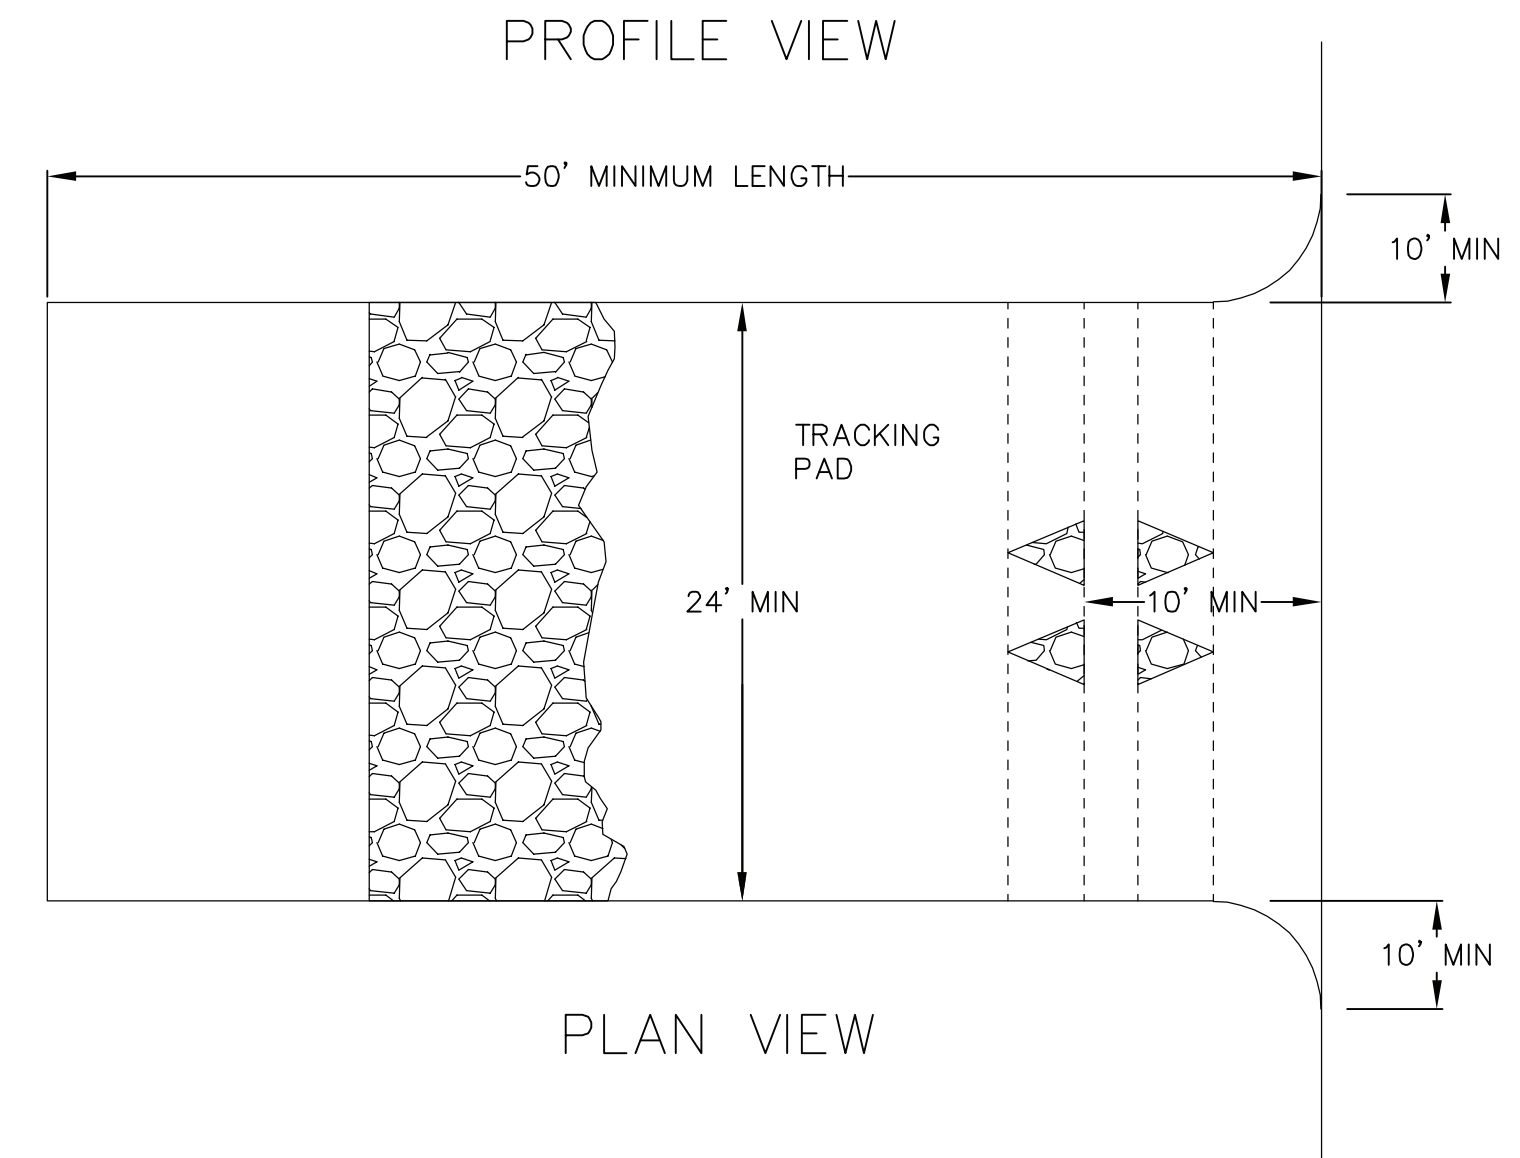 PROFILE VIEW
50' MINIMUM LENGTH
10' MIN
TRACKING
PAD
24' MIN
10' MIN
10' MIN
PLAN VIEW